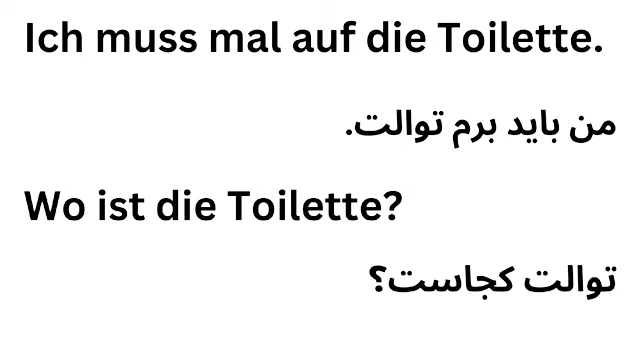 Ich muss mal auf die Toilette.
من باید برم توالت.
Wo ist die Toilette?
توالت کجاست؟